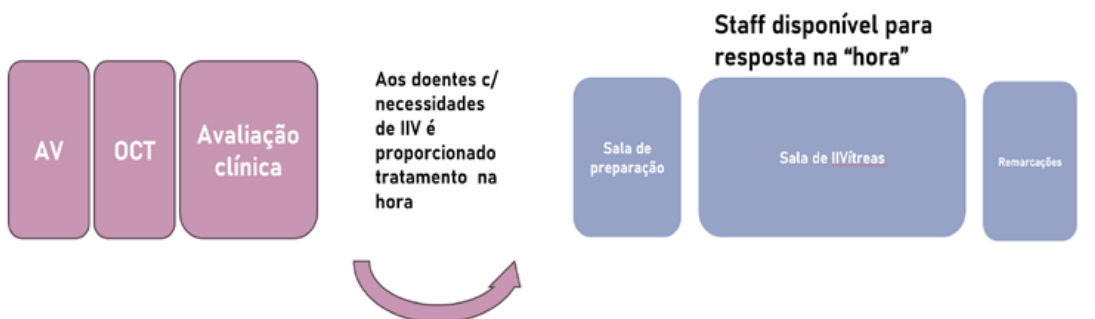 AV
OCT
Avaliação
clínica
Aos doentes c/
necessidades
de IIV é
proporcionado
tratamento na
hora
Staff disponível para
resposta na “hora”
Sala de
preparação
Sala de IIVítreas
Remarcações